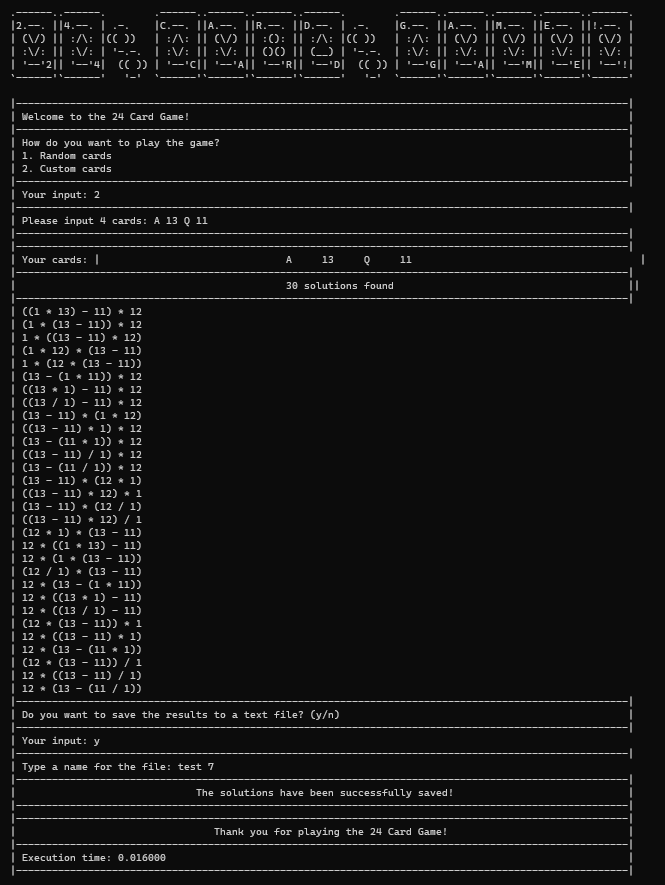 .------..------.        .------..------..------..------.        .------..------..------..------..------.
|2.--. ||4.--. | .-.    |C.--. ||A.--. ||R.--. ||D.--. | .-.    |G.--. ||A.--. ||M.--. ||E.--. ||!.--. |
| (\/) || :/\: |(( ))   | :/\: || (\/) || :(): || :/\: |(( ))   | :/\: || (\/) || (\/) || (\/) || (\/) |
| :\/: || :\/: | '-.-.  | :\/: || :\/: || ()() || (__) | '-.-.  | :\/: || :\/: || :\/: || :\/: || :\/: |
| '--'2|| '--'4|  (( )) | '--'C|| '--'A|| '--'R|| '--'D|  (( )) | '--'G|| '--'A|| '--'M|| '--'E|| '--'!|
`------'`------'   '-'  `------'`------'`------'`------'   '-'  `------'`------'`------'`------'`------'
Welcome to the 24 Card Game!
How do you want to play the game?
1. Random cards
2. Custom cards
Your input: 2
Please input 4 cards: A 13 Q 11
Your cards: | A 13 Q 11 |
30 solutions found
((1 * 13) - 11) * 12
(1 * (13 - 11)) * 12
1 * ((13 - 11) * 12)
(1 * 12) * (13 - 11)
1 * (12 * (13 - 11))
(13 - (1 * 11)) * 12
((13 * 1) - 11) * 12
((13 / 1) - 11) * 12
(13 - 11) * (1 * 12)
((13 - 11) * 1) * 12
(13 - (11 * 1)) * 12
((13 - 11) / 1) * 12
(13 - (11 / 1)) * 12
(13 - 11) * (12 * 1)
((13 - 11) * 12) * 1
(13 - 11) * (12 / 1)
((13 - 11) * 12) / 1
(12 * 1) * (13 - 11)
12 * ((1 * 13) - 11)
12 * (1 * (13 - 11))
(12 / 1) * (13 - 11)
12 * (13 - (1 * 11))
12 * ((13 * 1) - 11)
12 * ((13 / 1) - 11)
(12 * (13 - 11)) * 1
12 * ((13 - 11) * 1)
12 * (13 - (11 * 1))
(12 * (13 - 11)) / 1
12 * ((13 - 11) / 1)
12 * (13 - (11 / 1))
Do you want to save the results to a text file? (y/n)
Your input: y
Type a name for the file: test 7
The solutions have been successfully saved!
Thank you for playing the 24 Card Game!
Execution time: 0.016000